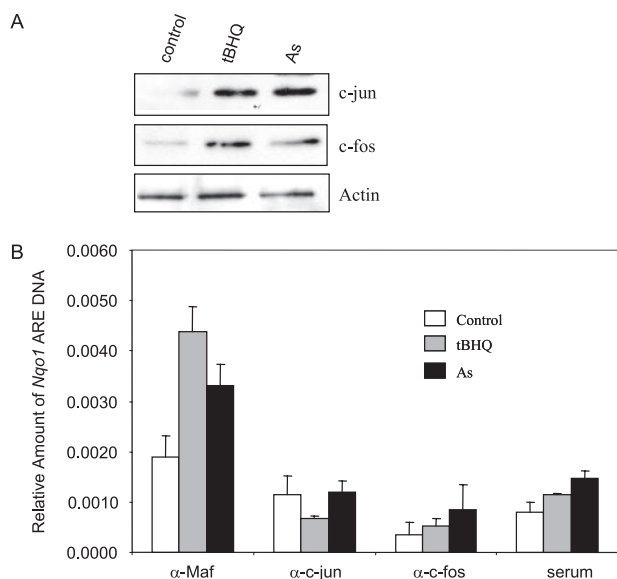 A
control
tBHQ
As
c-jun
c-fos
Actin
B
Relative Amount of Nqo1 ARE DNA
0.0060
0.0050
0.0040
0.0030
0.0020
0.0010
0.0000
Control
tBHQ
As
α-Maf
α-c-jun
α-c-fos
serum